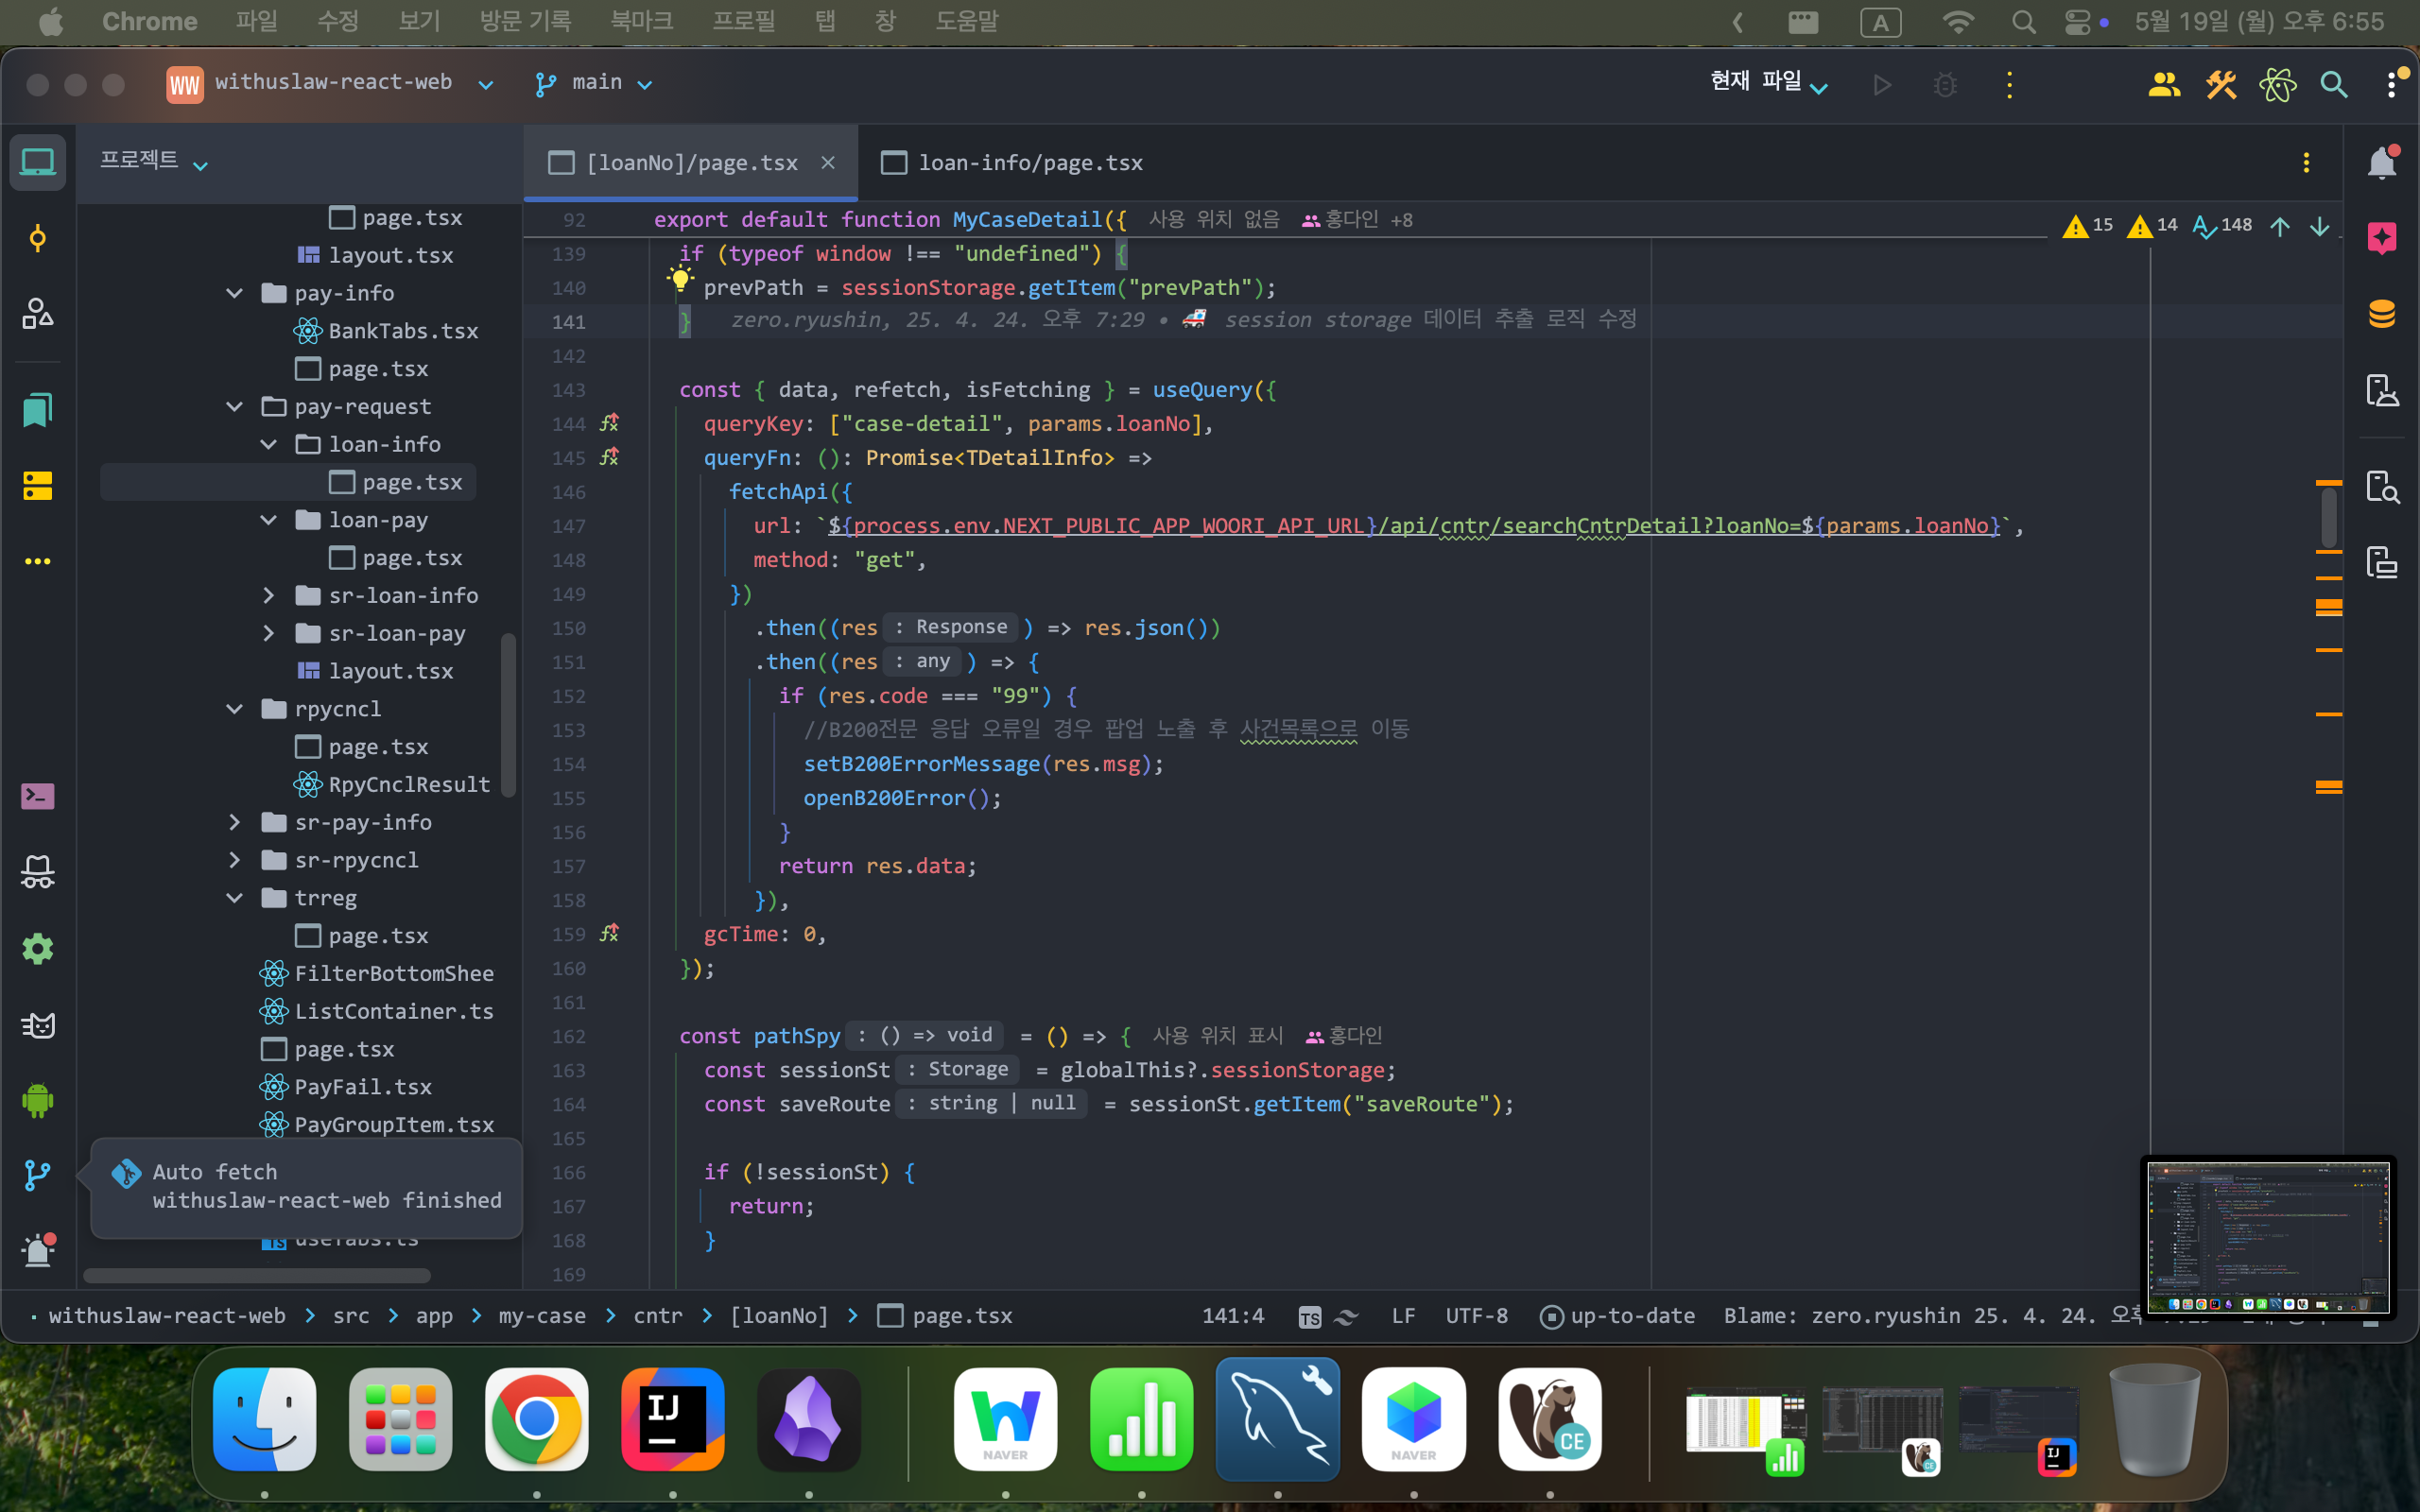 Chrome 파일 수정 보기 방문 기록 북마크 프로필 탭 창 도움말 A 5월 19일 (월) 오후 6:55
WW withuslaw-react-web main 현재 파일
프로젝트
[loanNo]/page.tsx loan-info/page.tsx
page.tsx
layout.tsx
pay-info
BankTabs.tsx
page.tsx
pay-request
loan-info
page.tsx
loan-pay
page.tsx
sr-loan-info
sr-loan-pay
layout.tsx
rpycncl
page.tsx
RpyCnclResult
sr-pay-info
sr-rpycncl
trreg
page.tsx
FilterBottomShee
ListContainer.ts
page.tsx
PayFail.tsx
PayGroupItem.tsx
Auto fetch
withuslaw-react-web finished
TS useTabs.ts
92 export default function MyCaseDetail({ 사용 위치 없음 홍다인 +8
15 14 148
139 if (typeof window !== "undefined") {
140 prevPath = sessionStorage.getItem("prevPath");
141 } zero.ryushin, 25. 4. 24. 오후 7:29 • 🚑 session storage 데이터 추출 로직 수정
142
143 const { data, refetch, isFetching } = useQuery({
144 queryKey: ["case-detail", params.loanNo],
145 queryFn: (): Promise<TDetailInfo> =>
146 fetchApi({
147 url: `${process.env.NEXT_PUBLIC_APP_WOORI_API_URL}/api/cntr/searchCntrDetail?loanNo=${params.loanNo}`,
148 method: "get",
149 })
150 .then((res : Response ) => res.json())
151 .then((res : any ) => {
152 if (res.code === "99") {
153 //B200전문 응답 오류일 경우 팝업 노출 후 사건목록으로 이동
154 setB200ErrorMessage(res.msg);
155 openB200Error();
156 }
157 return res.data;
158 }),
159 gcTime: 0,
160 });
161
162 const pathSpy : () => void = () => { 사용 위치 표시 홍다인
163 const sessionSt : Storage = globalThis?.sessionStorage;
164 const saveRoute : string | null = sessionSt.getItem("saveRoute");
165
166 if (!sessionSt) {
167 return;
168 }
169
withuslaw-react-web src app my-case cntr [loanNo] page.tsx 141:4 TS LF UTF-8 up-to-date Blame: zero.ryushin 25. 4. 24. 오후
IJ NAVER NAVER CE CE IJ